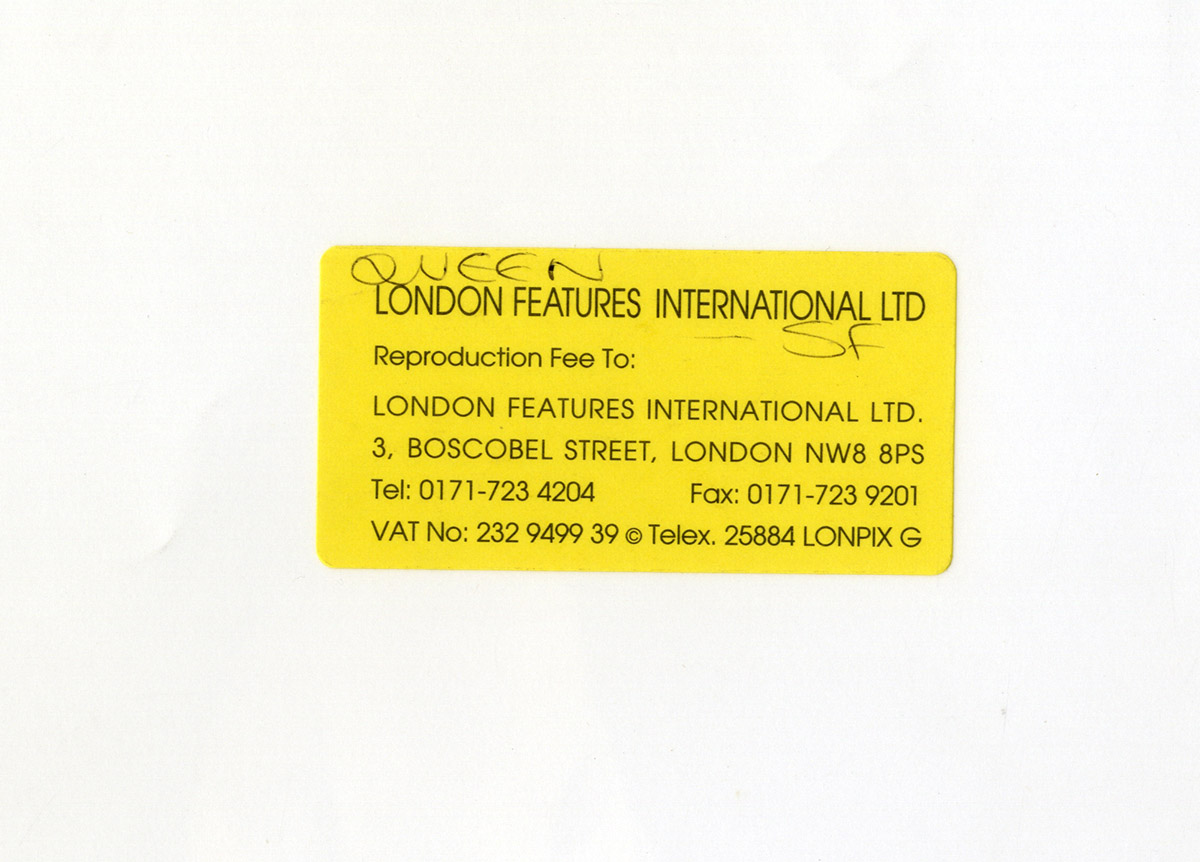 QUEEN
LONDON FEATURES INTERNATIONAL LTD
— SF
Reproduction Fee To:
LONDON FEATURES INTERNATIONAL LTD.
3, BOSCOBEL STREET, LONDON NW8 8PS
Tel: 0171-723 4204 Fax: 0171-723 9201
VAT No: 232 9499 39 © Telex. 25884 LONPIX G